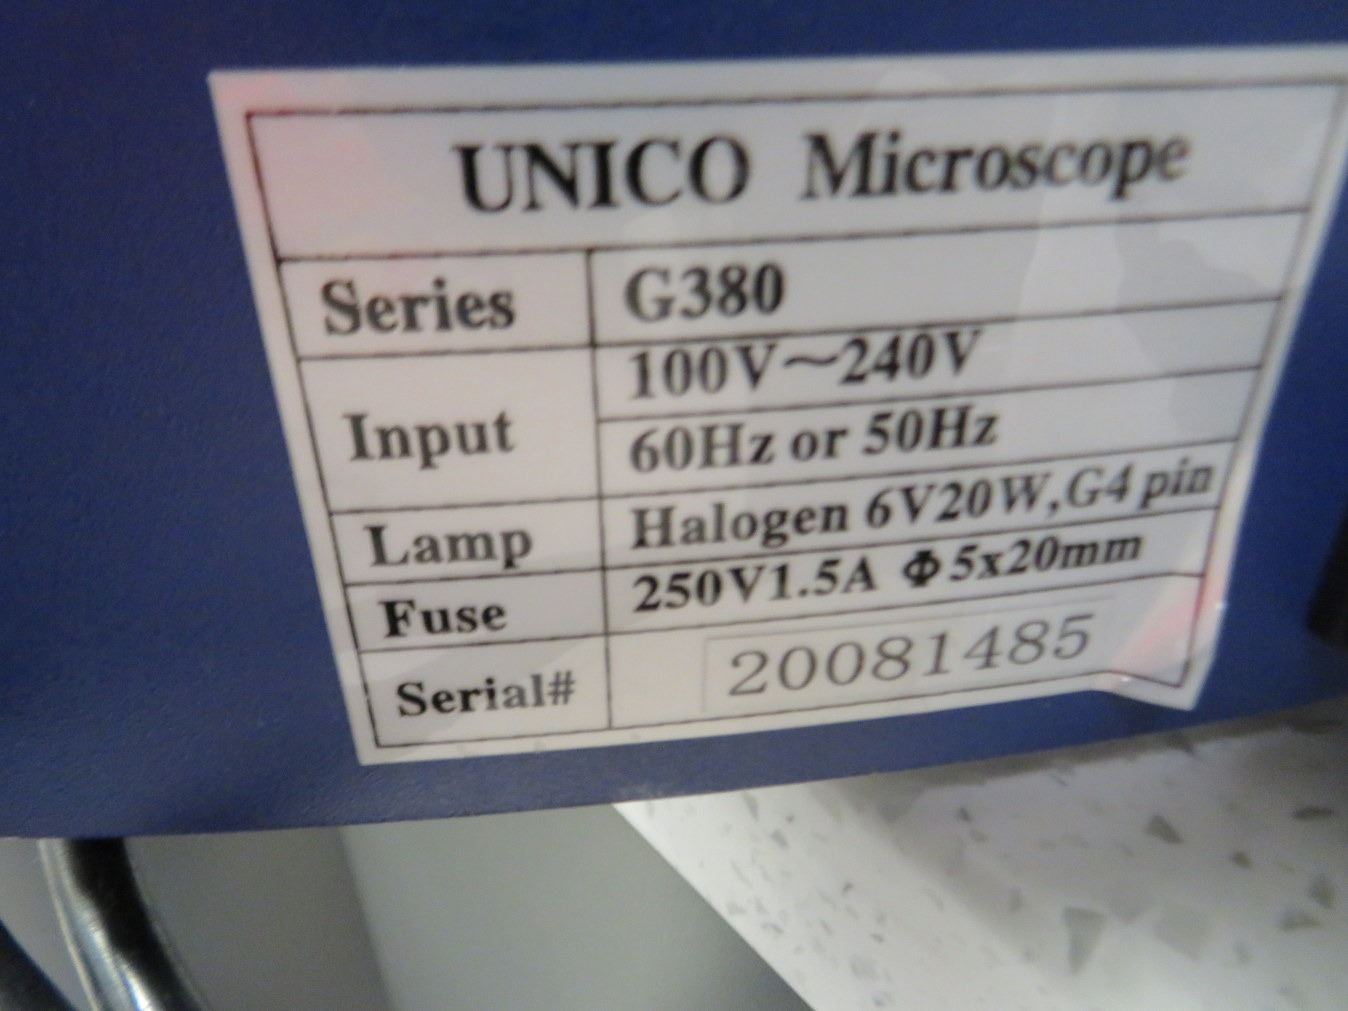 UNICO Microscope
Series G380
Input 100V～240V
60Hz or 50Hz
Lamp Halogen 6V20W,G4 pin
Fuse 250V1.5A Φ5x20mm
Serial# 20081485